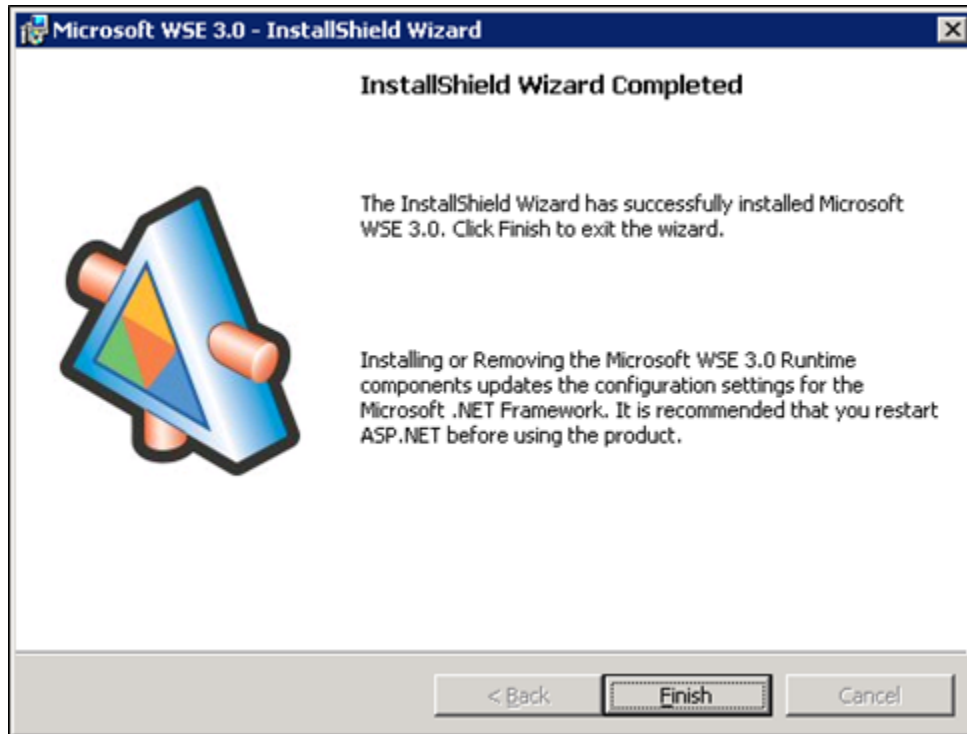 Microsoft WSE 3.0 - InstallShield Wizard
InstallShield Wizard Completed
The InstallShield Wizard has successfully installed Microsoft
WSE 3.0. Click Finish to exit the wizard.
Installing or Removing the Microsoft WSE 3.0 Runtime
components updates the configuration settings for the
Microsoft .NET Framework. It is recommended that you restart
ASP.NET before using the product.
< Back Finish Cancel